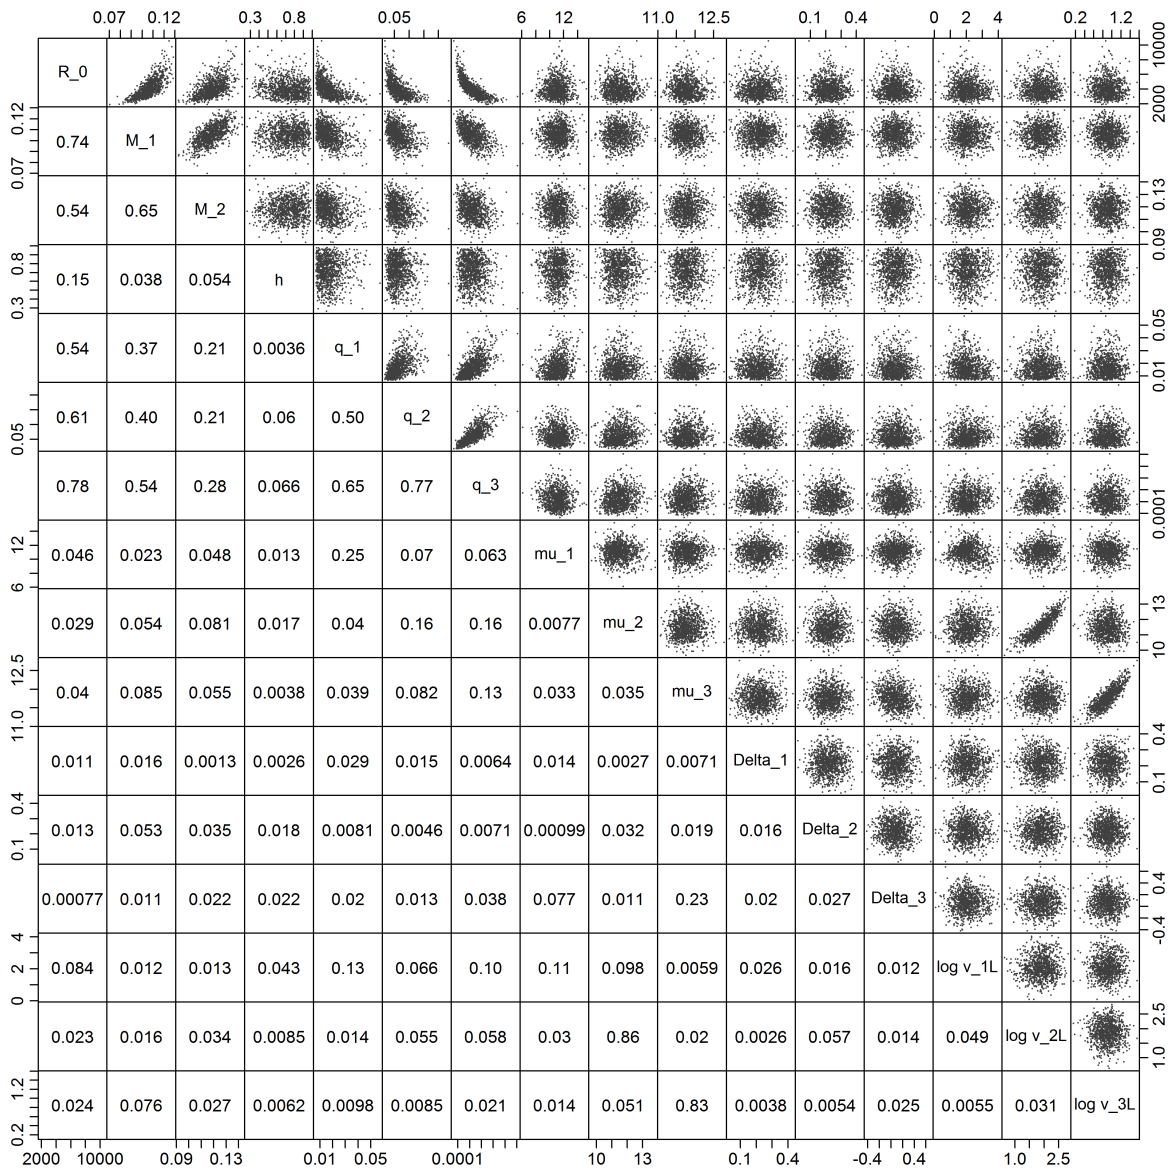 0.07 0.12 0.3 0.8 0.05 6 12 11.0 12.5 0.1 0.4 0 2 4 0.2 1.2
R_0 2000 10000
0.07 0.12 0.74 M_1
0.54 0.65 M_2 0.09 0.13
0.3 0.8 0.15 0.038 0.054 h
0.54 0.37 0.21 0.0036 q_1 0.01 0.05
0.05 0.61 0.40 0.21 0.06 0.50 q_2
0.78 0.54 0.28 0.066 0.65 0.77 q_3 0.0001
6 12 0.046 0.023 0.048 0.013 0.25 0.07 0.063 mu_1
0.029 0.054 0.081 0.017 0.04 0.16 0.16 0.0077 mu_2 10 13
11.0 12.5 0.04 0.085 0.055 0.0038 0.039 0.082 0.13 0.033 0.035 mu_3
0.011 0.016 0.0013 0.0026 0.029 0.015 0.0064 0.014 0.0027 0.0071 Delta_1 0.1 0.4
0.1 0.4 0.013 0.053 0.035 0.018 0.0081 0.0046 0.0071 0.00099 0.032 0.019 0.016 Delta_2
0.00077 0.011 0.022 0.022 0.02 0.013 0.038 0.077 0.011 0.23 0.02 0.027 Delta_3 -0.4 0.4
0 2 4 0.084 0.012 0.013 0.043 0.13 0.066 0.10 0.11 0.098 0.0059 0.026 0.016 0.012 log v_1L
0.023 0.016 0.034 0.0085 0.014 0.055 0.058 0.03 0.86 0.02 0.0026 0.057 0.014 0.049 log v_2L 1.0 2.5
0.2 1.2 0.024 0.076 0.027 0.0062 0.0098 0.0085 0.021 0.014 0.051 0.83 0.0038 0.0054 0.025 0.0055 0.031 log v_3L
2000 10000 0.09 0.13 0.01 0.05 0.0001 10 13 0.1 0.4 -0.4 0.4 1.0 2.5